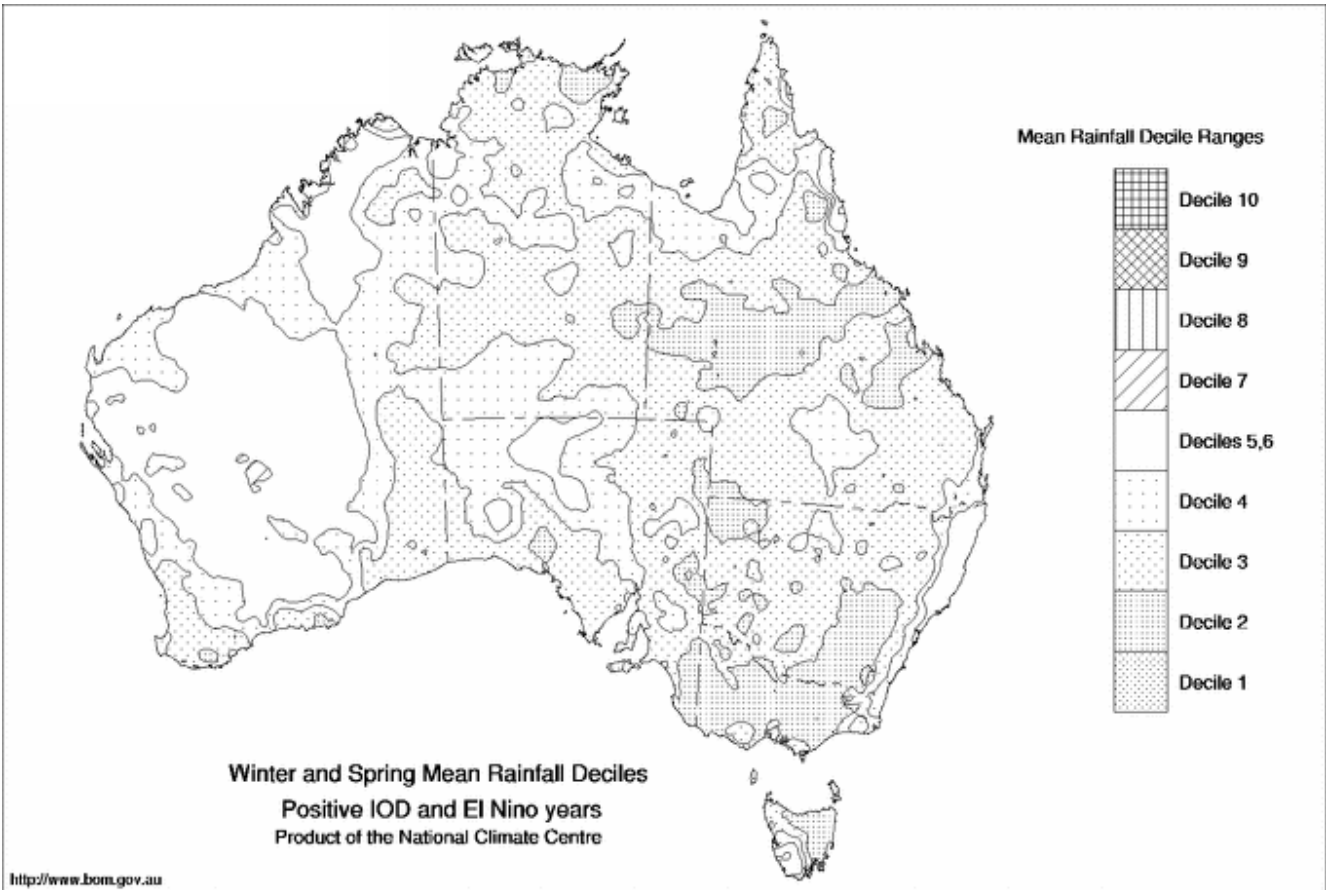 Mean Rainfall Decile Ranges
Decile 10
Decile 9
Decile 8
Decile 7
Deciles 5,6
Decile 4
Decile 3
Decile 2
Decile 1
Winter and Spring Mean Rainfall Deciles
Positive IOD and El Nino years
Product of the National Climate Centre
http://www.bom.gov.au